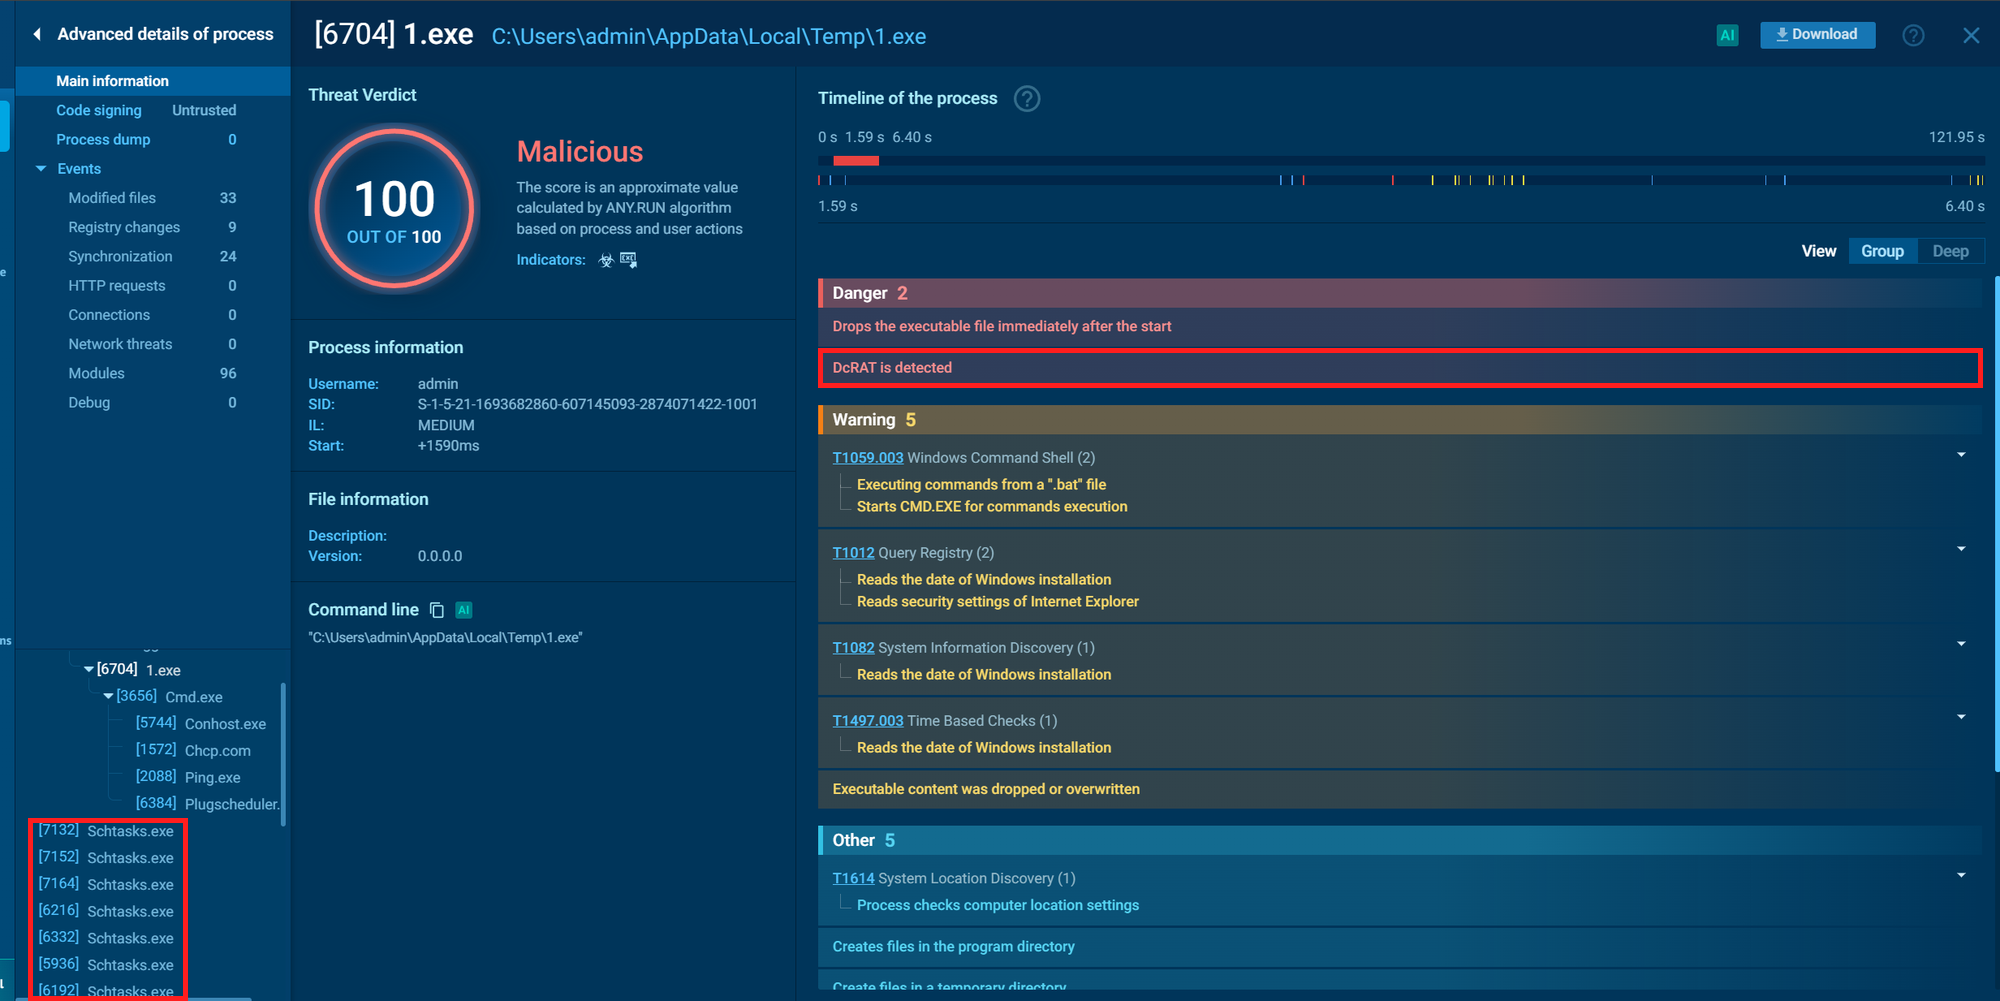 Advanced details of process
[6704] 1.exe C:\Users\admin\AppData\Local\Temp\1.exe
AI
Download
?
Main information
Code signing Untrusted
Process dump 0
Events
Modified files 33
Registry changes 9
Synchronization 24
HTTP requests 0
Connections 0
Network threats 0
Modules 96
Debug 0
e
ns
[6704] 1.exe
[3656] Cmd.exe
[5744] Conhost.exe
[1572] Chcp.com
[2088] Ping.exe
[6384] Plugscheduler.
[7132] Schtasks.exe
[7152] Schtasks.exe
[7164] Schtasks.exe
[6216] Schtasks.exe
[6332] Schtasks.exe
[5936] Schtasks.exe
[6192] Schtasks.exe
Threat Verdict
100
OUT OF 100
Malicious
The score is an approximate value
calculated by ANY.RUN algorithm
based on process and user actions
Indicators:
EXE
Process information
Username: admin
SID: S-1-5-21-1693682860-607145093-2874071422-1001
IL: MEDIUM
Start: +1590ms
File information
Description:
Version: 0.0.0.0
Command line AI
"C:\Users\admin\AppData\Local\Temp\1.exe"
Timeline of the process ?
0 s 1.59 s 6.40 s 121.95 s
1.59 s 6.40 s
View Group Deep
Danger 2
Drops the executable file immediately after the start
DcRAT is detected
Warning 5
T1059.003 Windows Command Shell (2)
Executing commands from a ".bat" file
Starts CMD.EXE for commands execution
T1012 Query Registry (2)
Reads the date of Windows installation
Reads security settings of Internet Explorer
T1082 System Information Discovery (1)
Reads the date of Windows installation
T1497.003 Time Based Checks (1)
Reads the date of Windows installation
Executable content was dropped or overwritten
Other 5
T1614 System Location Discovery (1)
Process checks computer location settings
Creates files in the program directory
Create files in a temporary directory